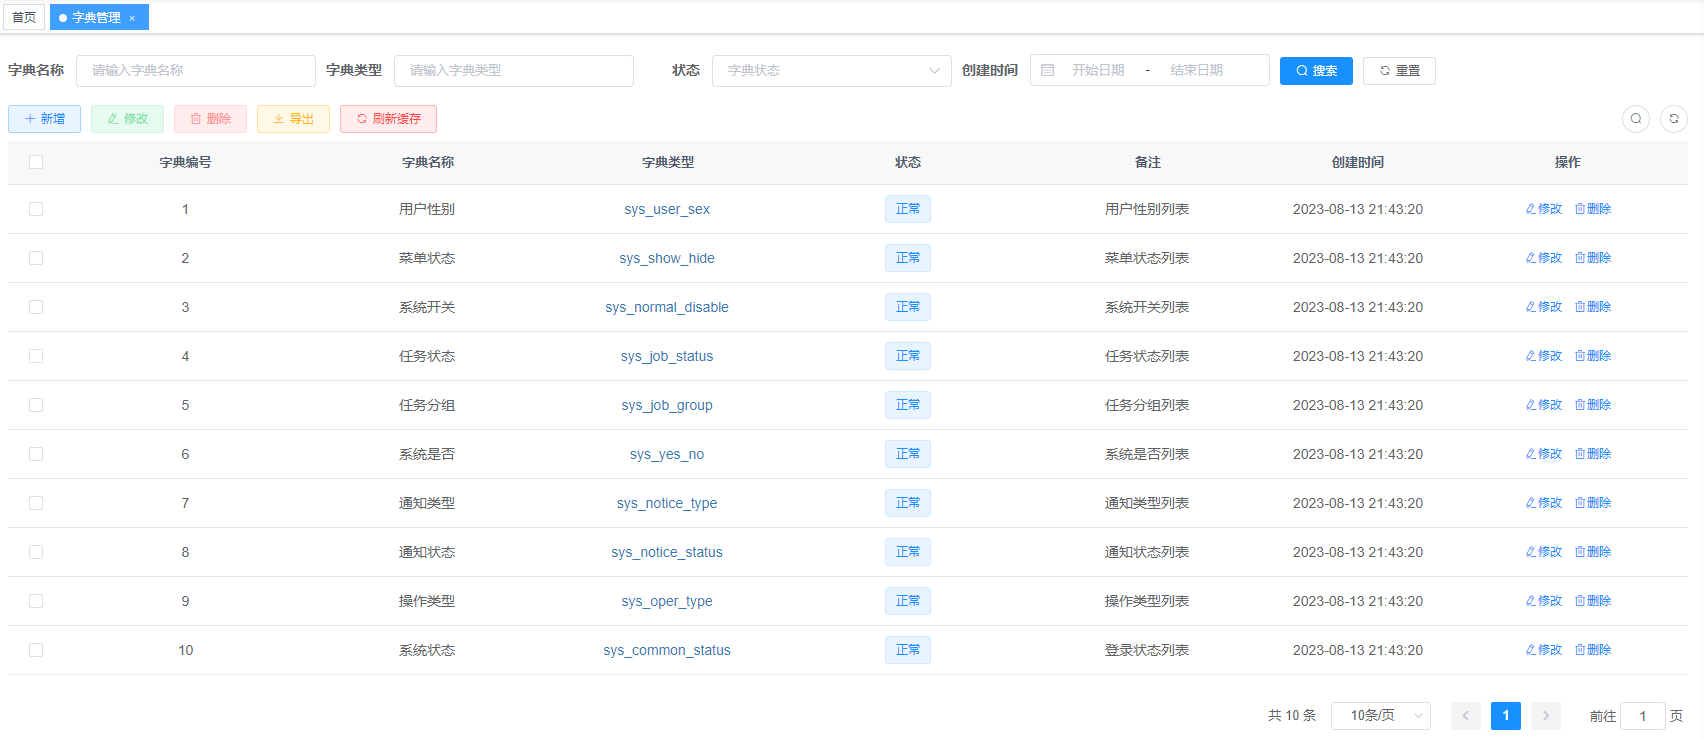 首页 字典管理 ×
字典名称 请输入字典名称 字典类型 请输入字典类型 状态 字典状态 创建时间 开始日期 - 结束日期 搜索 重置
新增 修改 删除 导出 刷新缓存
字典编号 字典名称 字典类型 状态 备注 创建时间 操作
1 用户性别 sys_user_sex 正常 用户性别列表 2023-08-13 21:43:20 修改 删除
2 菜单状态 sys_show_hide 正常 菜单状态列表 2023-08-13 21:43:20 修改 删除
3 系统开关 sys_normal_disable 正常 系统开关列表 2023-08-13 21:43:20 修改 删除
4 任务状态 sys_job_status 正常 任务状态列表 2023-08-13 21:43:20 修改 删除
5 任务分组 sys_job_group 正常 任务分组列表 2023-08-13 21:43:20 修改 删除
6 系统是否 sys_yes_no 正常 系统是否列表 2023-08-13 21:43:20 修改 删除
7 通知类型 sys_notice_type 正常 通知类型列表 2023-08-13 21:43:20 修改 删除
8 通知状态 sys_notice_status 正常 通知状态列表 2023-08-13 21:43:20 修改 删除
9 操作类型 sys_oper_type 正常 操作类型列表 2023-08-13 21:43:20 修改 删除
10 系统状态 sys_common_status 正常 登录状态列表 2023-08-13 21:43:20 修改 删除
共 10 条 10条/页 1 前往 1 页